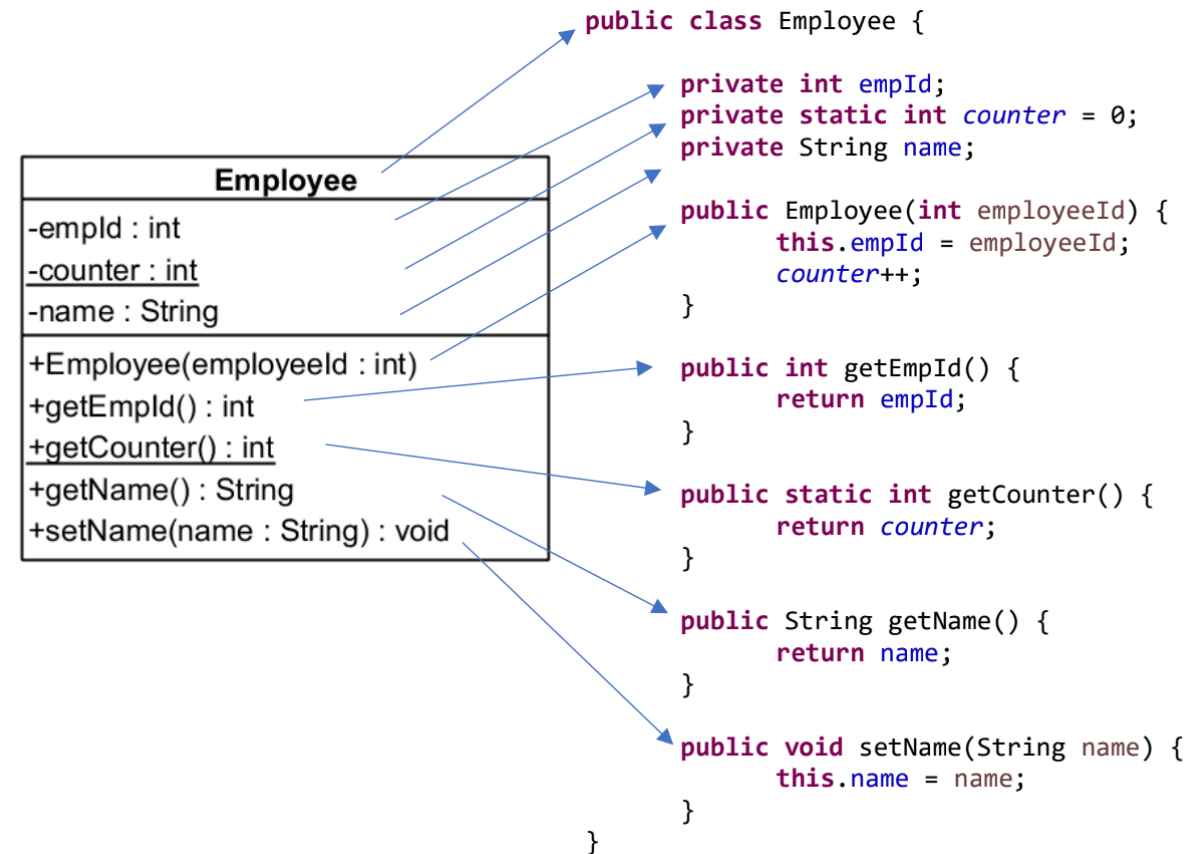 Employee
-empId : int
-counter : int
-name : String
+Employee(employeeId : int)
+getEmpId() : int
+getCounter() : int
+getName() : String
+setName(name : String) : void
public class Employee {
private int empId;
private static int counter = 0;
private String name;
public Employee(int employeeId) {
this.empId = employeeId;
counter++;
}
public int getEmpId() {
return empId;
}
public static int getCounter() {
return counter;
}
public String getName() {
return name;
}
public void setName(String name) {
this.name = name;
}
}